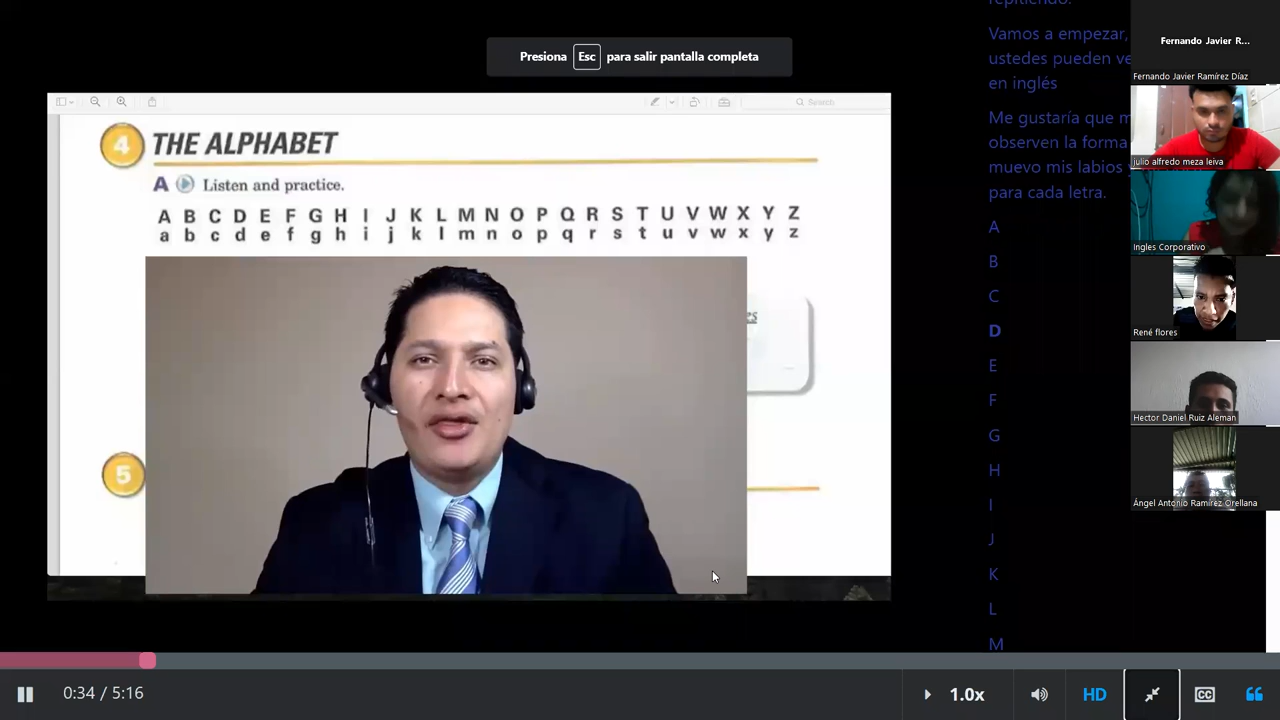 Presiona Esc para salir pantalla completa
Search
4 THE ALPHABET
A Listen and practice.
A B C D E F G H I J K L M N O P Q R S T U V W X Y Z
a b c d e f g h i j k l m n o p q r s t u v w x y z
5
repitiendo.
Vamos a empezar,
ustedes pueden
en inglés
Me gustaría que
observen la forma
muevo mis labios
para cada letra.
A
B
C
D
E
F
G
H
I
J
K
L
M
Fernando Javier R...
Fernando Javier Ramírez Díaz
julio alfredo meza leiva
Ingles Corporativo
René flores
Hector Daniel Ruiz Aleman
Ángel Antonio Ramírez Orellana
0:34 / 5:16
1.0x
HD
CC